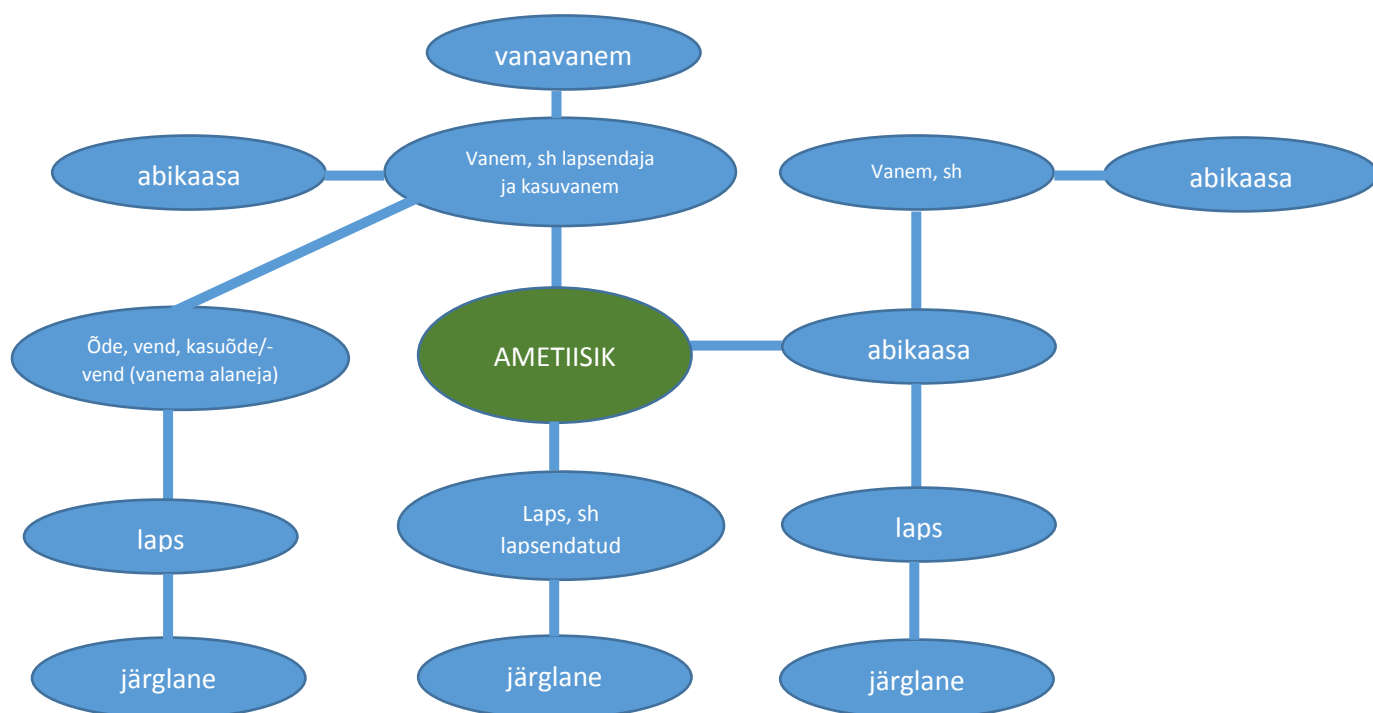 vanavanem
abikaasa
Vanem, sh lapsendaja
ja kasuvanem
Vanem, sh
abikaasa
Õde, vend, kasuõde/-
vend (vanema alaneja)
AMETIISIK
abikaasa
laps
Laps, sh
lapsendatud
laps
järglane
järglane
järglane